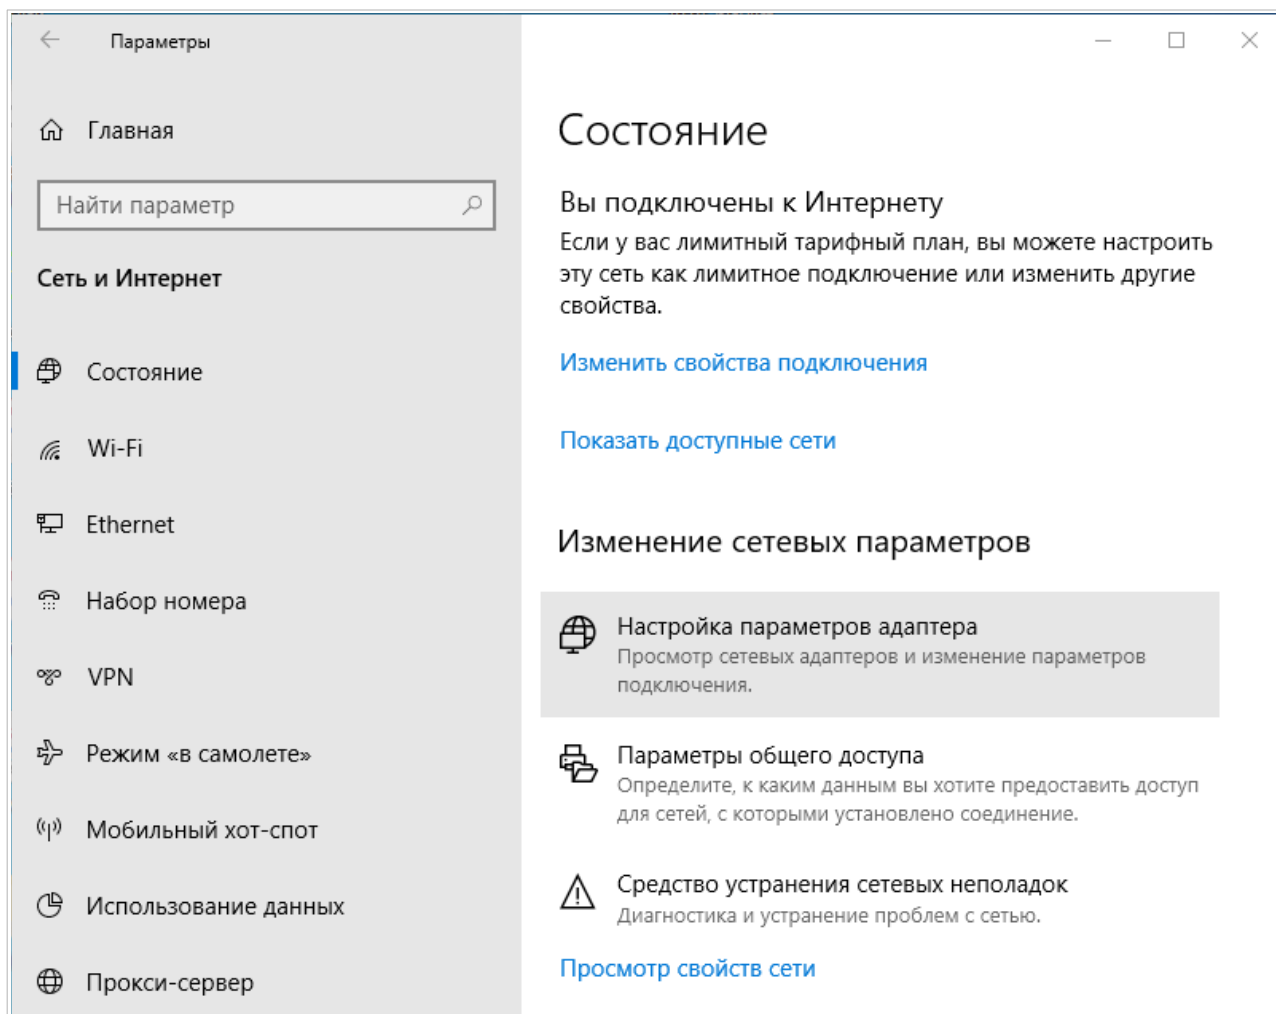 Параметры
Главная
Найти параметр
Сеть и Интернет
Состояние
Wi-Fi
Ethernet
Набор номера
VPN
Режим «в самолете»
Мобильный хот-спот
Использование данных
Прокси-сервер
Состояние
Вы подключены к Интернету
Если у вас лимитный тарифный план, вы можете настроить
эту сеть как лимитное подключение или изменить другие
свойства.
Изменить свойства подключения
Показать доступные сети
Изменение сетевых параметров
Настройка параметров адаптера
Просмотр сетевых адаптеров и изменение параметров
подключения.
Параметры общего доступа
Определите, к каким данным вы хотите предоставить доступ
для сетей, с которыми установлено соединение.
Средство устранения сетевых неполадок
Диагностика и устранение проблем с сетью.
Просмотр свойств сети